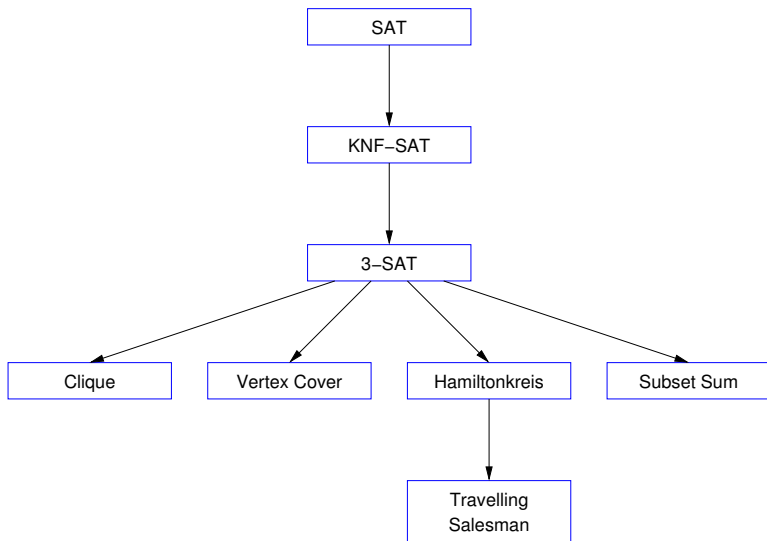 SAT
KNF–SAT
3–SAT
Clique
Vertex Cover
Hamiltonkreis
Subset Sum
Travelling
Salesman